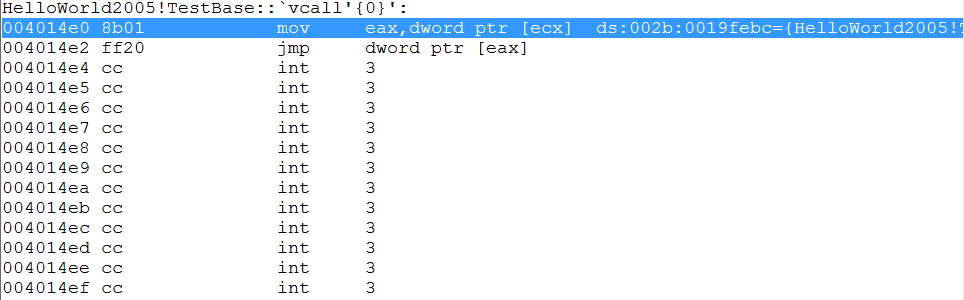 HelloWorld2005!TestBase::`vcall'{0}':
004014e0 8b01 mov eax,dword ptr [ecx] ds:002b:0019febc={HelloWorld2005!
004014e2 ff20 jmp dword ptr [eax]
004014e4 cc int 3
004014e5 cc int 3
004014e6 cc int 3
004014e7 cc int 3
004014e8 cc int 3
004014e9 cc int 3
004014ea cc int 3
004014eb cc int 3
004014ec cc int 3
004014ed cc int 3
004014ee cc int 3
004014ef cc int 3